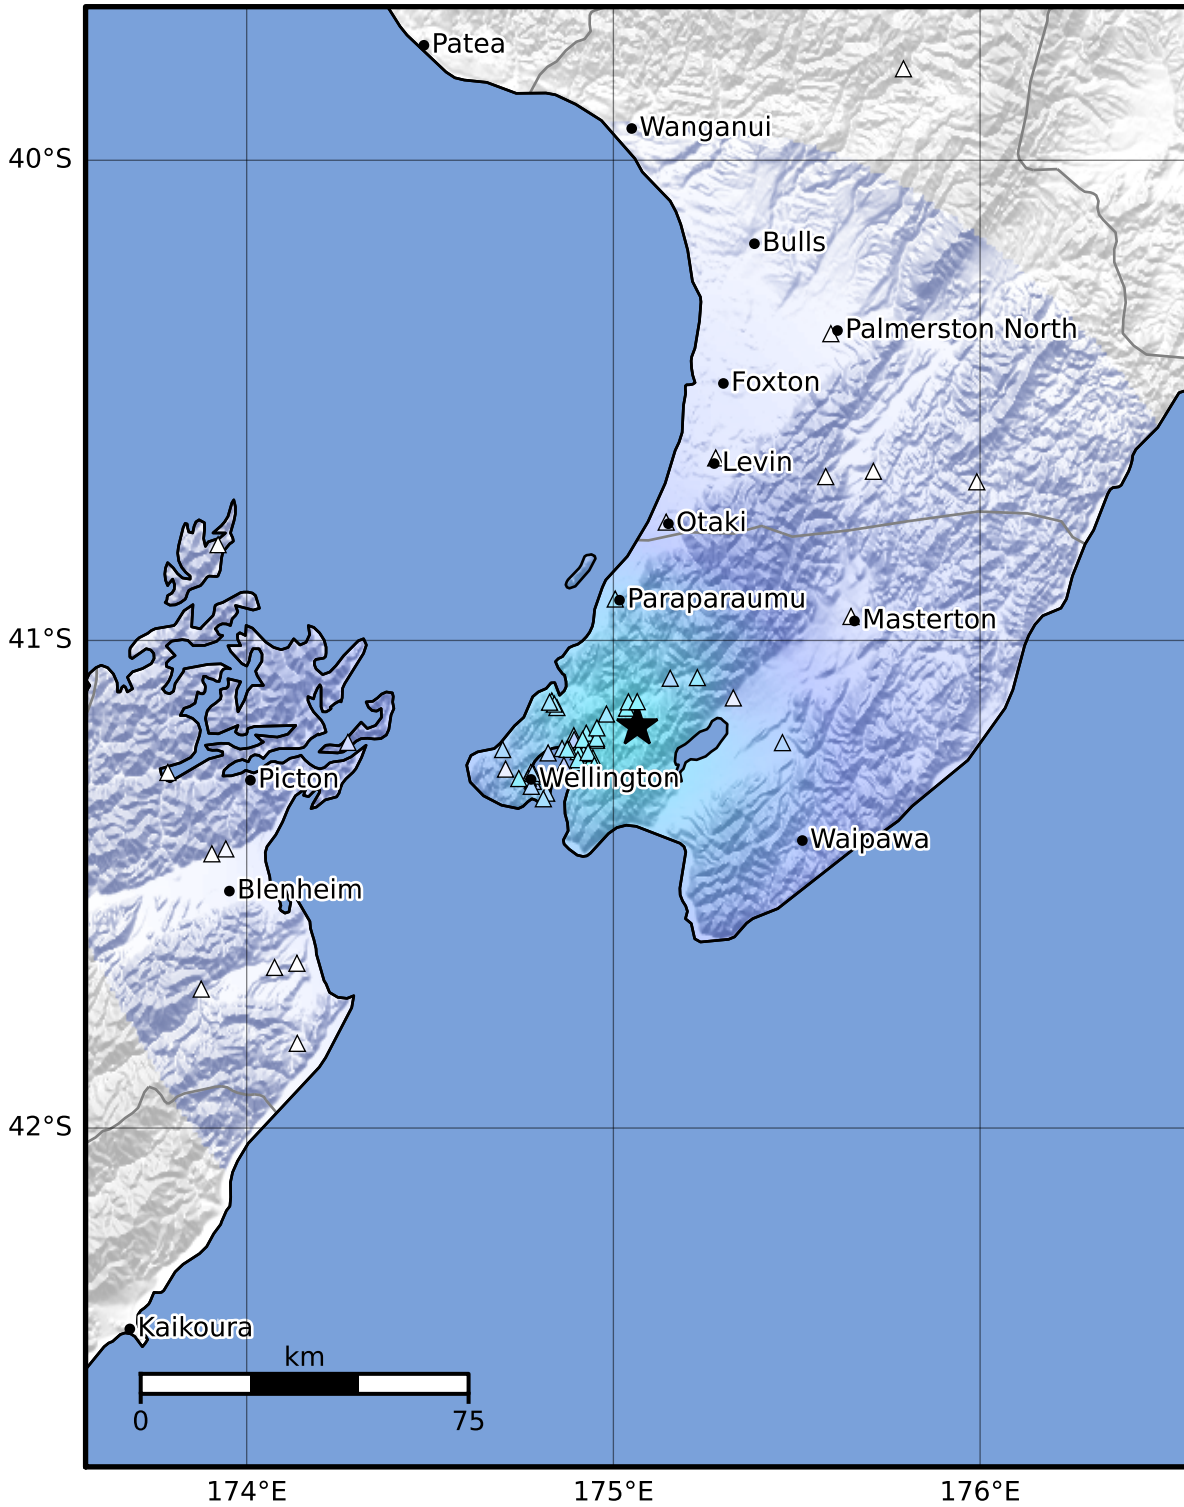 Patea
Wanganui
40°S
Bulls
Palmerston North
Foxton
Levin
Otaki
Paraparaumu
Masterton
41°S
Picton
Wellington
Waipawa
Blenheim
42°S
Kaikoura
km
0
75
174°E
175°E
176°E